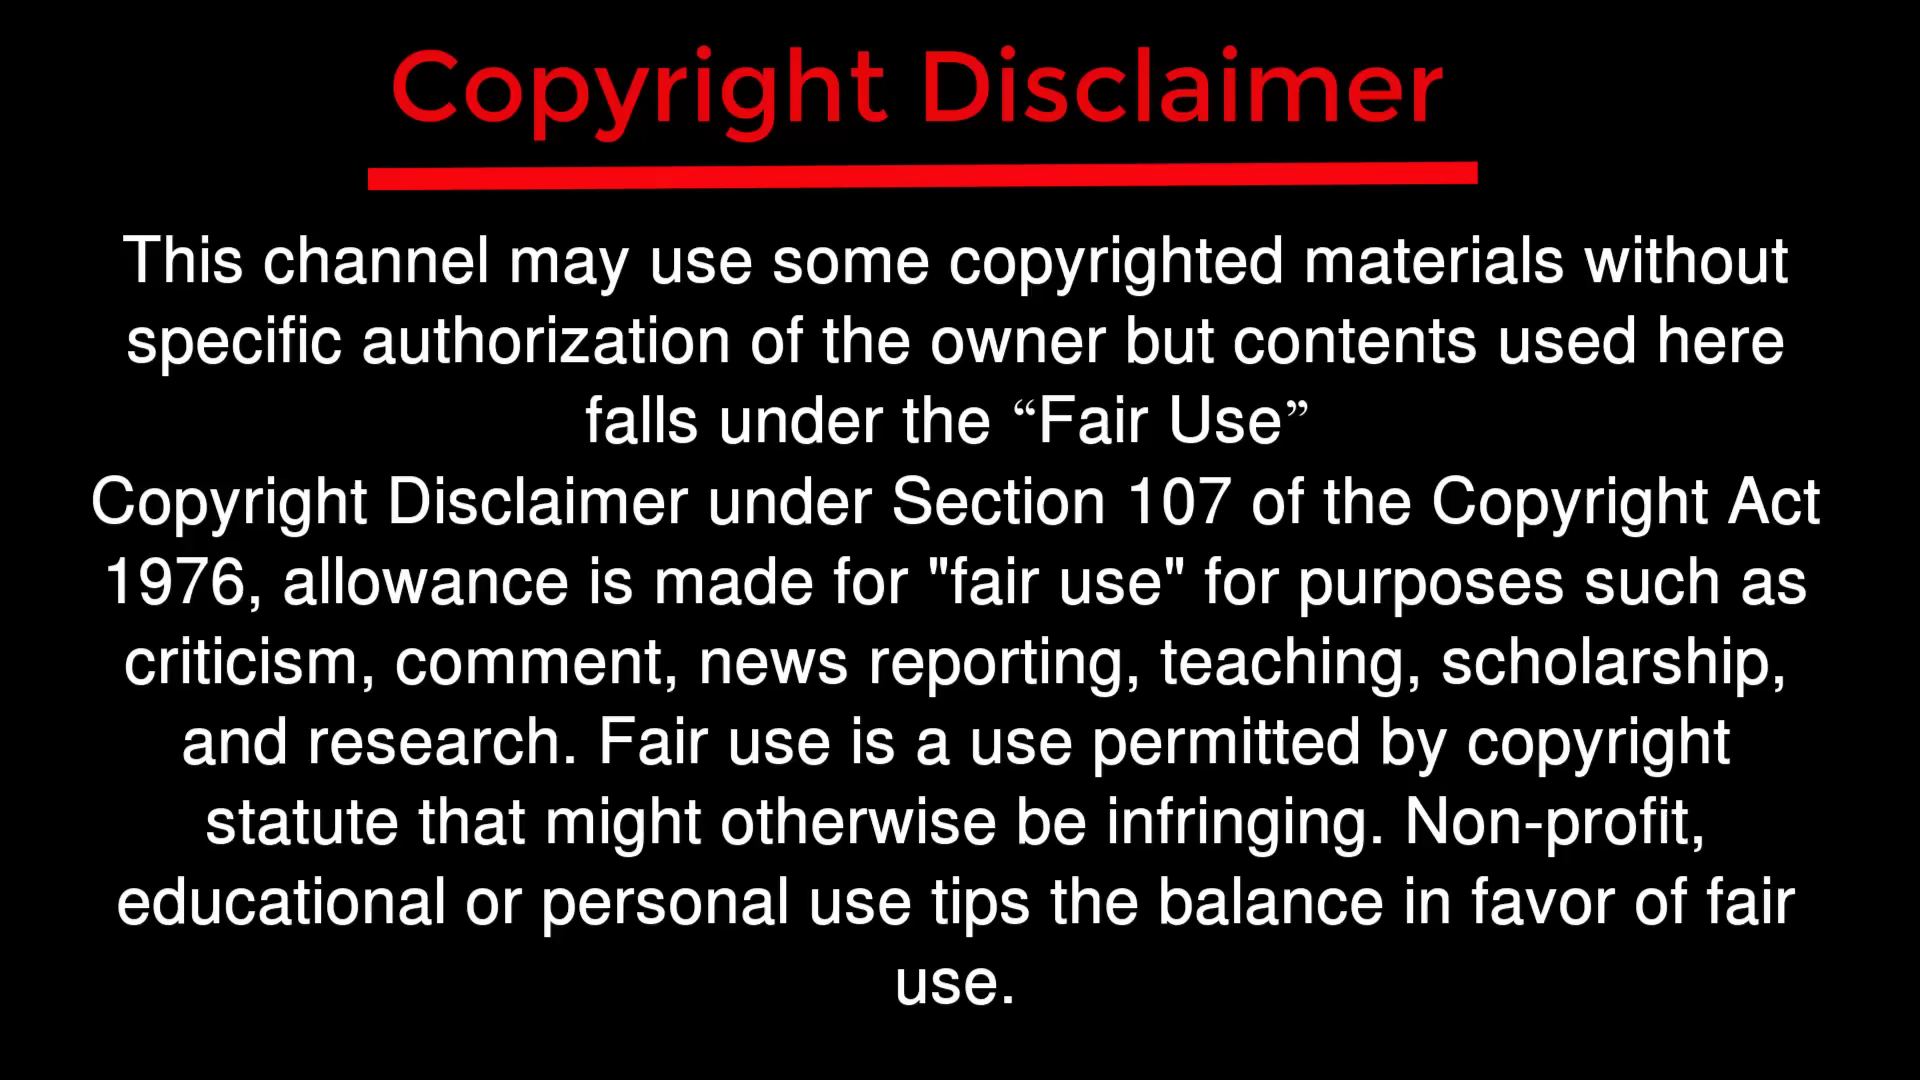 Copyright Disclaimer
This channel may use some copyrighted materials without
specific authorization of the owner but contents used here
falls under the “Fair Use”
Copyright Disclaimer under Section 107 of the Copyright Act
1976, allowance is made for "fair use" for purposes such as
criticism, comment, news reporting, teaching, scholarship,
and research. Fair use is a use permitted by copyright
statute that might otherwise be infringing. Non-profit,
educational or personal use tips the balance in favor of fair
use.